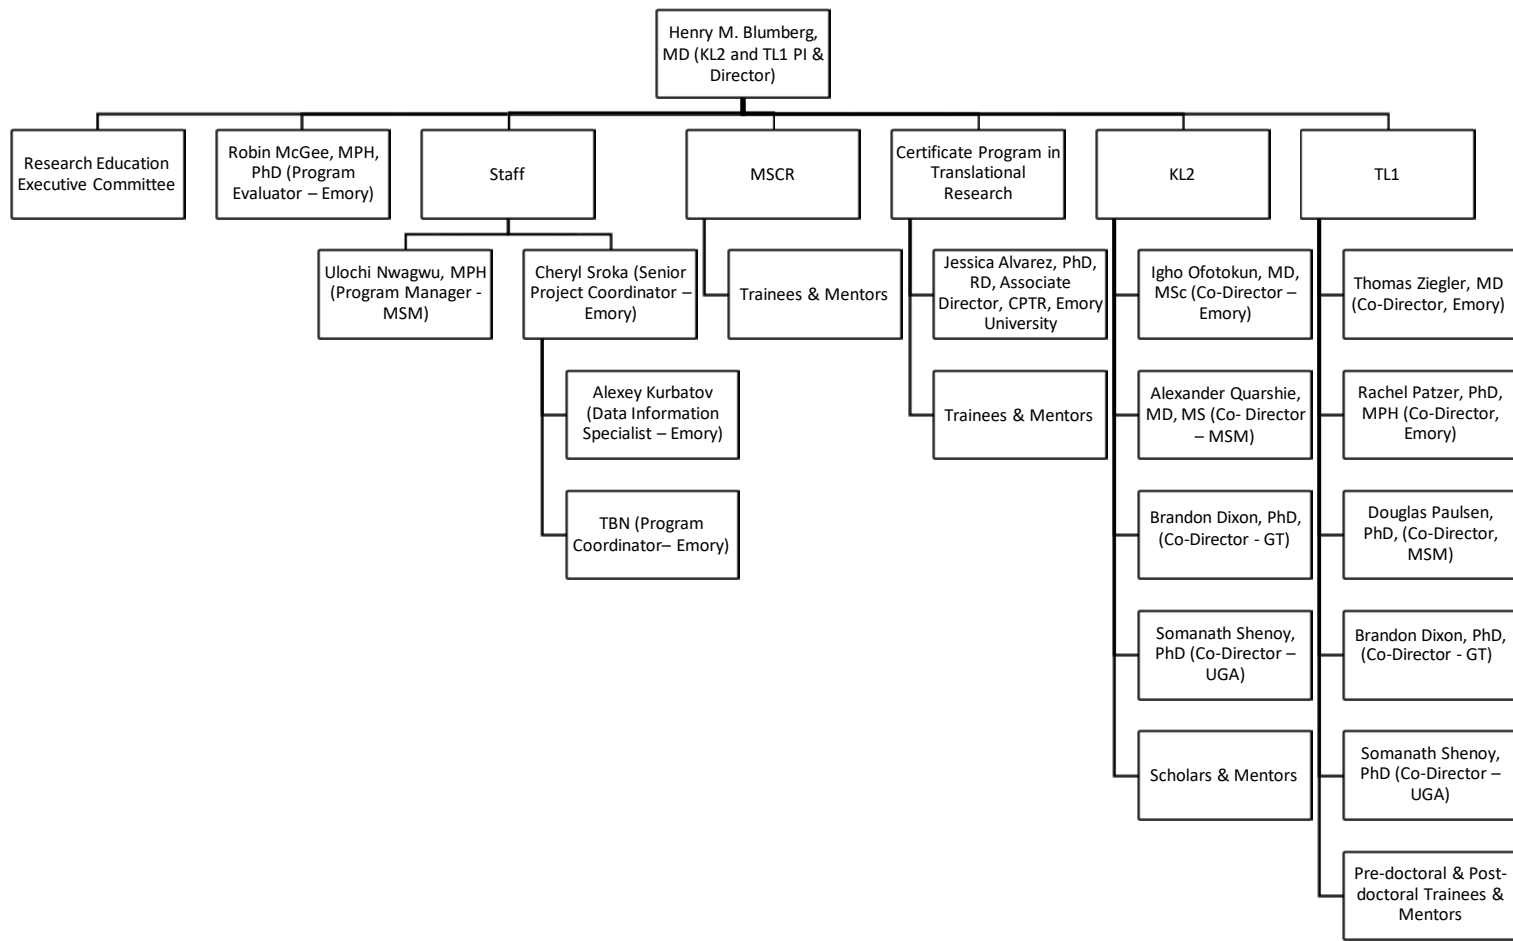 Henry M. Blumberg,
MD (KL2 and TL1 PI &
Director)
Research Education
Executive Committee
Robin McGee, MPH,
PhD (Program
Evaluator – Emory)
Staff
MSCR
Certificate Program in
Translational
Research
KL2
TL1
Ulochi Nwagwu, MPH
(Program Manager -
MSM)
Cheryl Sroka (Senior
Project Coordinator –
Emory)
Alexey Kurbatov
(Data Information
Specialist – Emory)
TBN (Program
Coordinator– Emory)
Trainees & Mentors
Jessica Alvarez, PhD,
RD, Associate
Director, CPTR, Emory
University
Trainees & Mentors
Igho Ofotokun, MD,
MSc (Co-Director –
Emory)
Alexander Quarshie,
MD, MS (Co- Director
– MSM)
Brandon Dixon, PhD,
(Co-Director - GT)
Somanath Shenoy,
PhD (Co-Director –
UGA)
Scholars & Mentors
Thomas Ziegler, MD
(Co-Director, Emory)
Rachel Patzer, PhD,
MPH (Co-Director,
Emory)
Douglas Paulsen,
PhD, (Co-Director,
MSM)
Brandon Dixon, PhD,
(Co-Director - GT)
Somanath Shenoy,
PhD (Co-Director –
UGA)
Pre-doctoral & Post-
doctoral Trainees &
Mentors